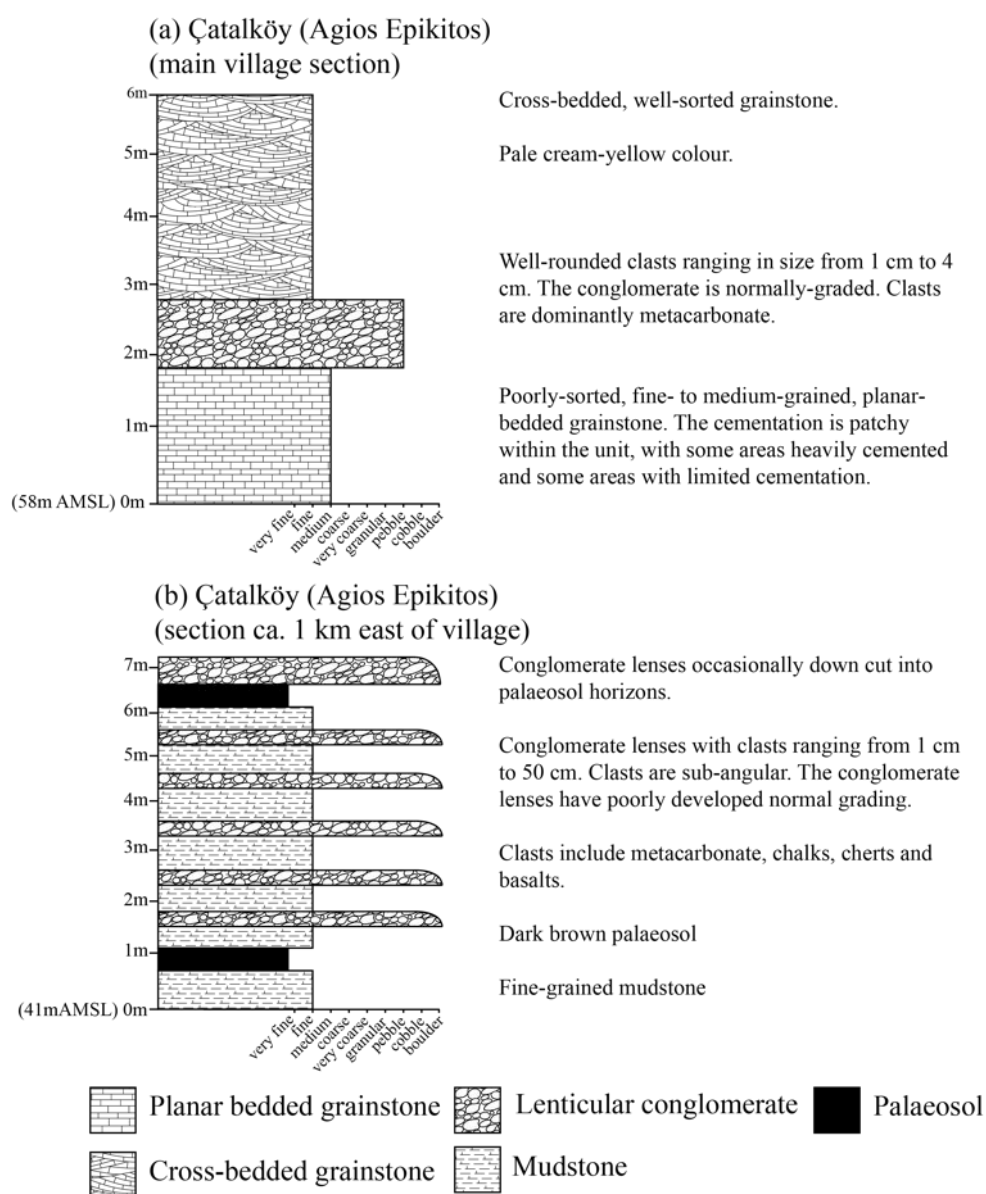 (a) Çatalköy (Agios Epikitos)
(main village section)
6m
5m
4m
3m
2m
1m
(58m AMSL) 0m
very fine
fine
medium
coarse
very coarse
granular
pebble
cobble
boulder
Cross-bedded, well-sorted grainstone.
Pale cream-yellow colour.
Well-rounded clasts ranging in size from 1 cm to 4
cm. The conglomerate is normally-graded. Clasts
are dominantly metacarbonate.
Poorly-sorted, fine- to medium-grained, planar-
bedded grainstone. The cementation is patchy
within the unit, with some areas heavily cemented
and some areas with limited cementation.
(b) Çatalköy (Agios Epikitos)
(section ca. 1 km east of village)
7m
6m
5m
4m
3m
2m
1m
(41mAMSL) 0m
very fine
fine
medium
coarse
very coarse
granular
pebble
cobble
boulder
Conglomerate lenses occasionally down cut into
palaeosol horizons.
Conglomerate lenses with clasts ranging from 1 cm
to 50 cm. Clasts are sub-angular. The conglomerate
lenses have poorly developed normal grading.
Clasts include metacarbonate, chalks, cherts and
basalts.
Dark brown palaeosol
Fine-grained mudstone
Planar bedded grainstone
Lenticular conglomerate
Palaeosol
Cross-bedded grainstone
Mudstone